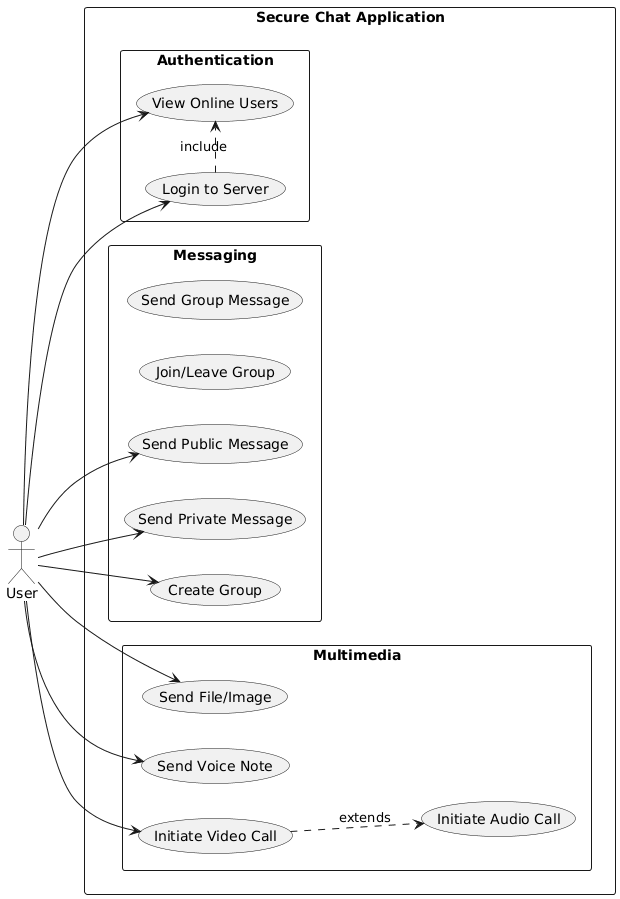 Secure Chat Application
Authentication
View Online Users
include
Login to Server
Messaging
Send Group Message
Join/Leave Group
Send Public Message
Send Private Message
Create Group
User
Multimedia
Send File/Image
Send Voice Note
Initiate Video Call
extends
Initiate Audio Call